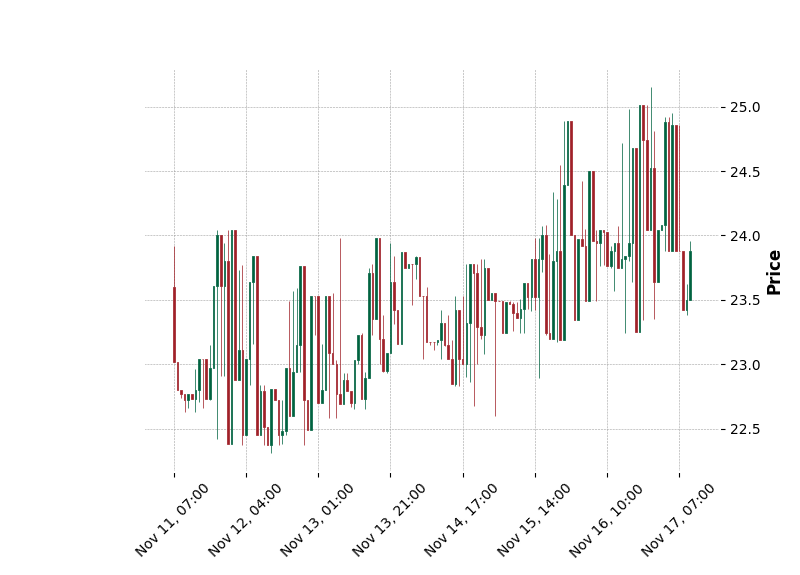 25.0
24.5
24.0
23.5
23.0
22.5
Price
Nov 11, 07:00
Nov 12, 04:00
Nov 13, 01:00
Nov 13, 21:00
Nov 14, 17:00
Nov 15, 14:00
Nov 16, 10:00
Nov 17, 07:00